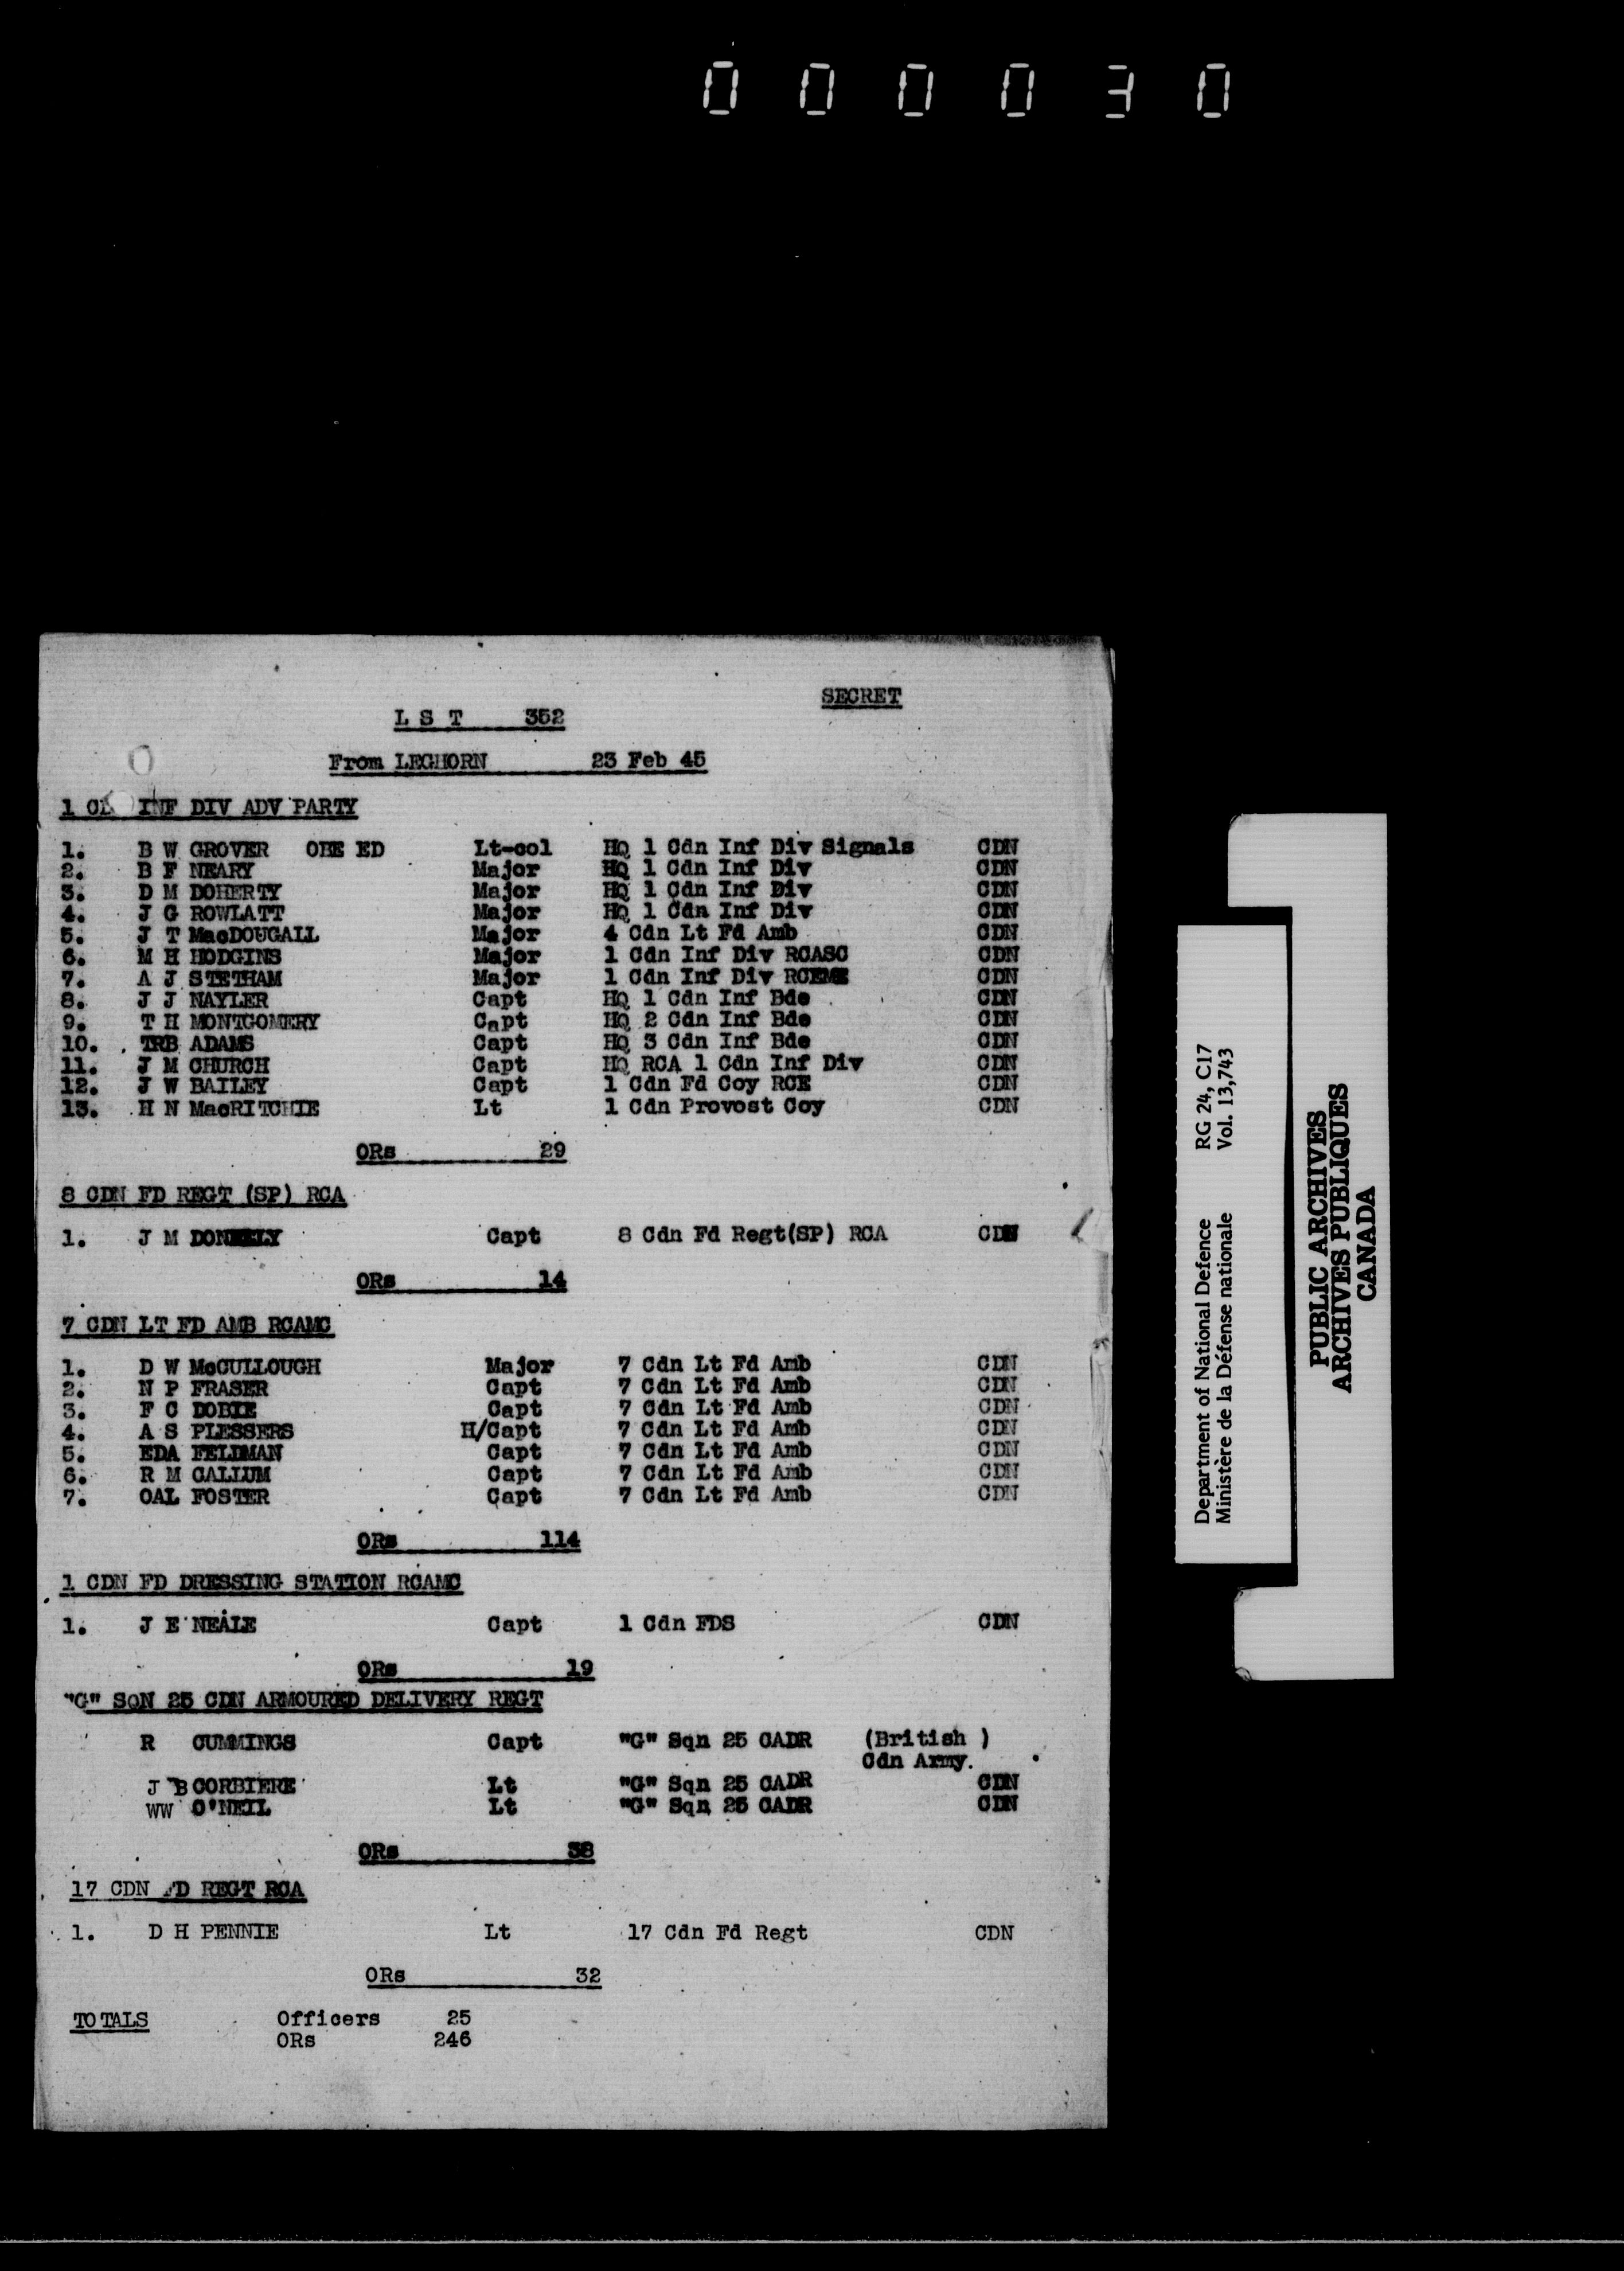 000030
SECRET
L S T 352
From LEGHORN 23 Feb 45
1 INF DIV ADV PARTY
1. B W GROVER OBE ED Lt-col HQ 1 Cdn Inf Div Signals CDN
2. B F NEARY Major HQ 1 Cdn Inf Div CDN
3. D M DOHERTY Major HQ 1 Cdn Inf Div CDN
4. J G ROWLATT Major HQ 1 Cdn Inf Div CDN
5. J T MacDOUGALL Major 4 Cdn Lt Fd Amb CDN
6. M H HODGINS Major 1 Cdn Inf Div RCASC CDN
7. A J STETHAM Major 1 Cdn Inf Div RCEME CDN
8. J J NAYLER Capt HQ 1 Cdn Inf Bde CDN
9. T H MONTGOMERY Capt HQ 2 Cdn Inf Bde CDN
10. TRB ADAMS Capt HQ 3 Cdn Inf Bde CDN
11. J M CHURCH Capt HQ RCA 1 Cdn Inf Div CDN
12. J W BAILEY Capt 1 Cdn Fd Coy RCE CDN
13. H N MacRITCHIE Lt 1 Cdn Provost Coy CDN
ORs 29
8 CDN FD REGT (SP) RCA
1. J M Capt 8 Cdn Fd Regt(SP) RCA CDN
ORs 14
7 CDN LT FD AMB RCAMC
1. D W McCULLOUGH Major 7 Cdn Lt Fd Amb CDN
2. N P FRASER Capt 7 Cdn Lt Fd Amb CDN
3. F C DOBIE Capt 7 Cdn Lt Fd Amb CDN
4. A S PLESSERS H/Capt 7 Cdn Lt Fd Amb CDN
5. EDA FELDMAN Capt 7 Cdn Lt Fd Amb CDN
6. R M CALLUM Capt 7 Cdn Lt Fd Amb CDN
7. OAL FOSTER Capt 7 Cdn Lt Fd Amb CDN
ORs 114
1 CDN FD DRESSING STATION RCAMC
1. J E NEALE Capt 1 Cdn FDS CDN
ORs 19
"G" SQN 25 CDN ARMOURED DELIVERY REGT
R CUMMINGS Capt "G" Sqn 25 CADR (British )
Cdn Army.
J B CORBIERE Lt "G" Sqn 25 CADR CDN
WW O'NEIL Lt "G" Sqn 25 CADR CDN
ORs 38
17 CDN FD REGT RCA
1. D H PENNIE Lt 17 Cdn Fd Regt CDN
ORs 32
TOTALS Officers 25
ORs 246
Department of National Defence RG 24, C17
Ministère de la Défense nationale Vol. 13,743
PUBLIC ARCHIVES
ARCHIVES PUBLIQUES
CANADA